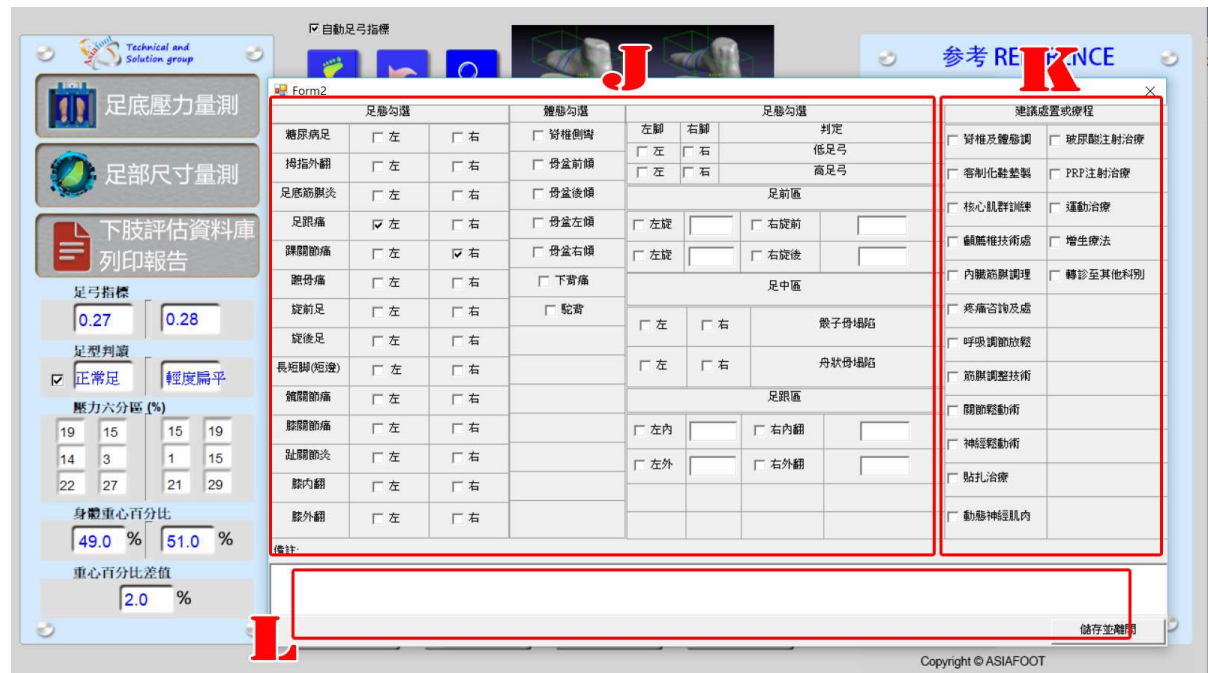 自動足弓指標
Technical and
Solution group
参考 RE
NCE
J
K
足底壓力量測
足部尺寸量測
下肢評估資料庫
列印報告
足弓指標
0.27 0.28
足型判讀
正常足 輕度扁平
壓力六分區 (%)
19 15 15 19
14 3 1 15
22 27 21 29
身體重心百分比
49.0 % 51.0 %
重心百分比差值
2.0 %
Form2
足態勾選 體態勾選 足態勾選 建議處置或療程
糖尿病足 左 右
拇指外翻 左 右
足底筋膜炎 左 右
足跟痛 左 右
踝關節痛 左 右
蹠骨痛 左 右
旋前足 左 右
旋後足 左 右
長短腳(短邊) 左 右
髖關節痛 左 右
膝關節痛 左 右
趾關節炎 左 右
膝內翻 左 右
膝外翻 左 右
備註:
脊椎側彎
骨盆前傾
骨盆後傾
骨盆左傾
骨盆右傾
下背痛
駝背
左腳 右腳 判定
左 右 低足弓
左 右 高足弓
足前區
左旋 右旋前
左旋 右旋後
足中區
左 右 骰子骨塌陷
左 右 舟狀骨塌陷
足跟區
左內 右內翻
左外 右外翻
脊椎及體態調 玻尿酸注射治療
客制化鞋墊製 PRP注射治療
核心肌群訓練 運動治療
顱薦椎技術處 增生療法
內臟筋膜調理 轉診至其他科別
疼痛咨詢及處
呼吸調節放鬆
筋膜調整技術
關節鬆動術
神經鬆動術
貼扎治療
動態神經肌肉
L
儲存並離開
Copyright © ASIAFOOT